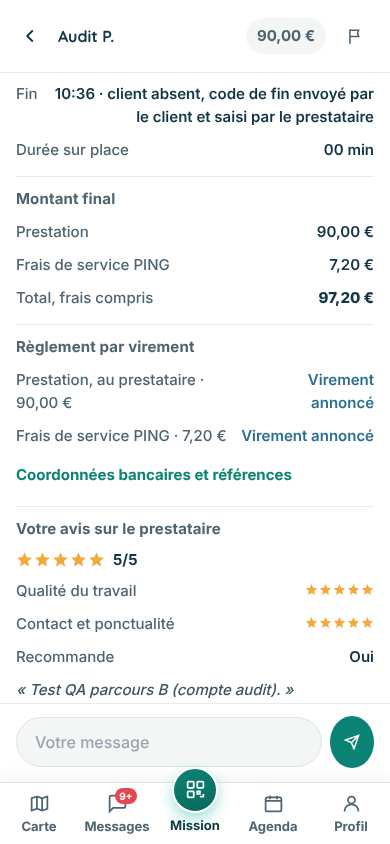 Audit P.
90,00 €
Fin 10:36 · client absent, code de fin envoyé par
le client et saisi par le prestataire
Durée sur place 00 min
Montant final
Prestation 90,00 €
Frais de service PING 7,20 €
Total, frais compris 97,20 €
Règlement par virement
Prestation, au prestataire · Virement
90,00 € annoncé
Frais de service PING · 7,20 € Virement annoncé
Coordonnées bancaires et références
Votre avis sur le prestataire
★★★★★ 5/5
Qualité du travail ★★★★★
Contact et ponctualité ★★★★★
Recommande Oui
« Test QA parcours B (compte audit). »
Votre message
9+
Carte Messages Mission Agenda Profil